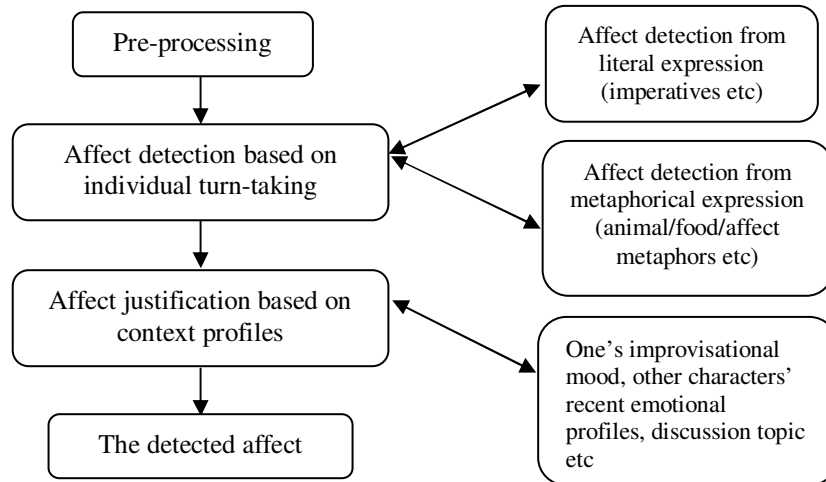 Pre-processing
Affect detection based on
individual turn-taking
Affect justification based on
context profiles
The detected affect
Affect detection from
literal expression
(imperatives etc)
Affect detection from
metaphorical expression
(animal/food/affect
metaphors etc)
One’s improvisational
mood, other characters’
recent emotional
profiles, discussion topic
etc